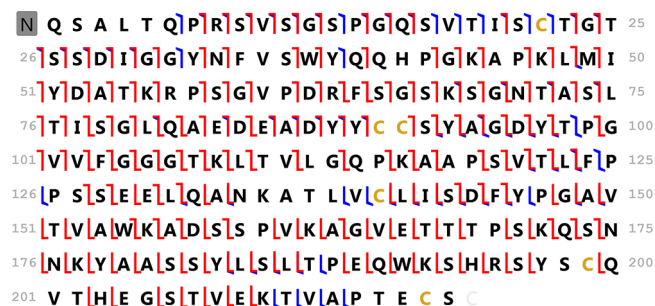 N Q S A L T Q P R S V S G S P G Q S V T I S C T G T 25
26 S S D I G G Y N F V S W Y Q Q H P G K A P K L M I 50
51 Y D A T K R P S G V P D R F S G S K S G N T A S L 75
76 T I S G L Q A E D E A D Y Y C C S Y A G D Y T P G 100
101 V V F G G G T K L T V L G Q P K A A P S V T L F P 125
126 P S S E E L Q A N K A T L V C L I S D F Y P G A V 150
151 T V A W K A D S S P V K A G V E T T T P S K Q S N 175
176 N K Y A A S S Y L S L T P E Q W K S H R S Y S C Q 200
201 V T H E G S T V E K T V A P T E C S C